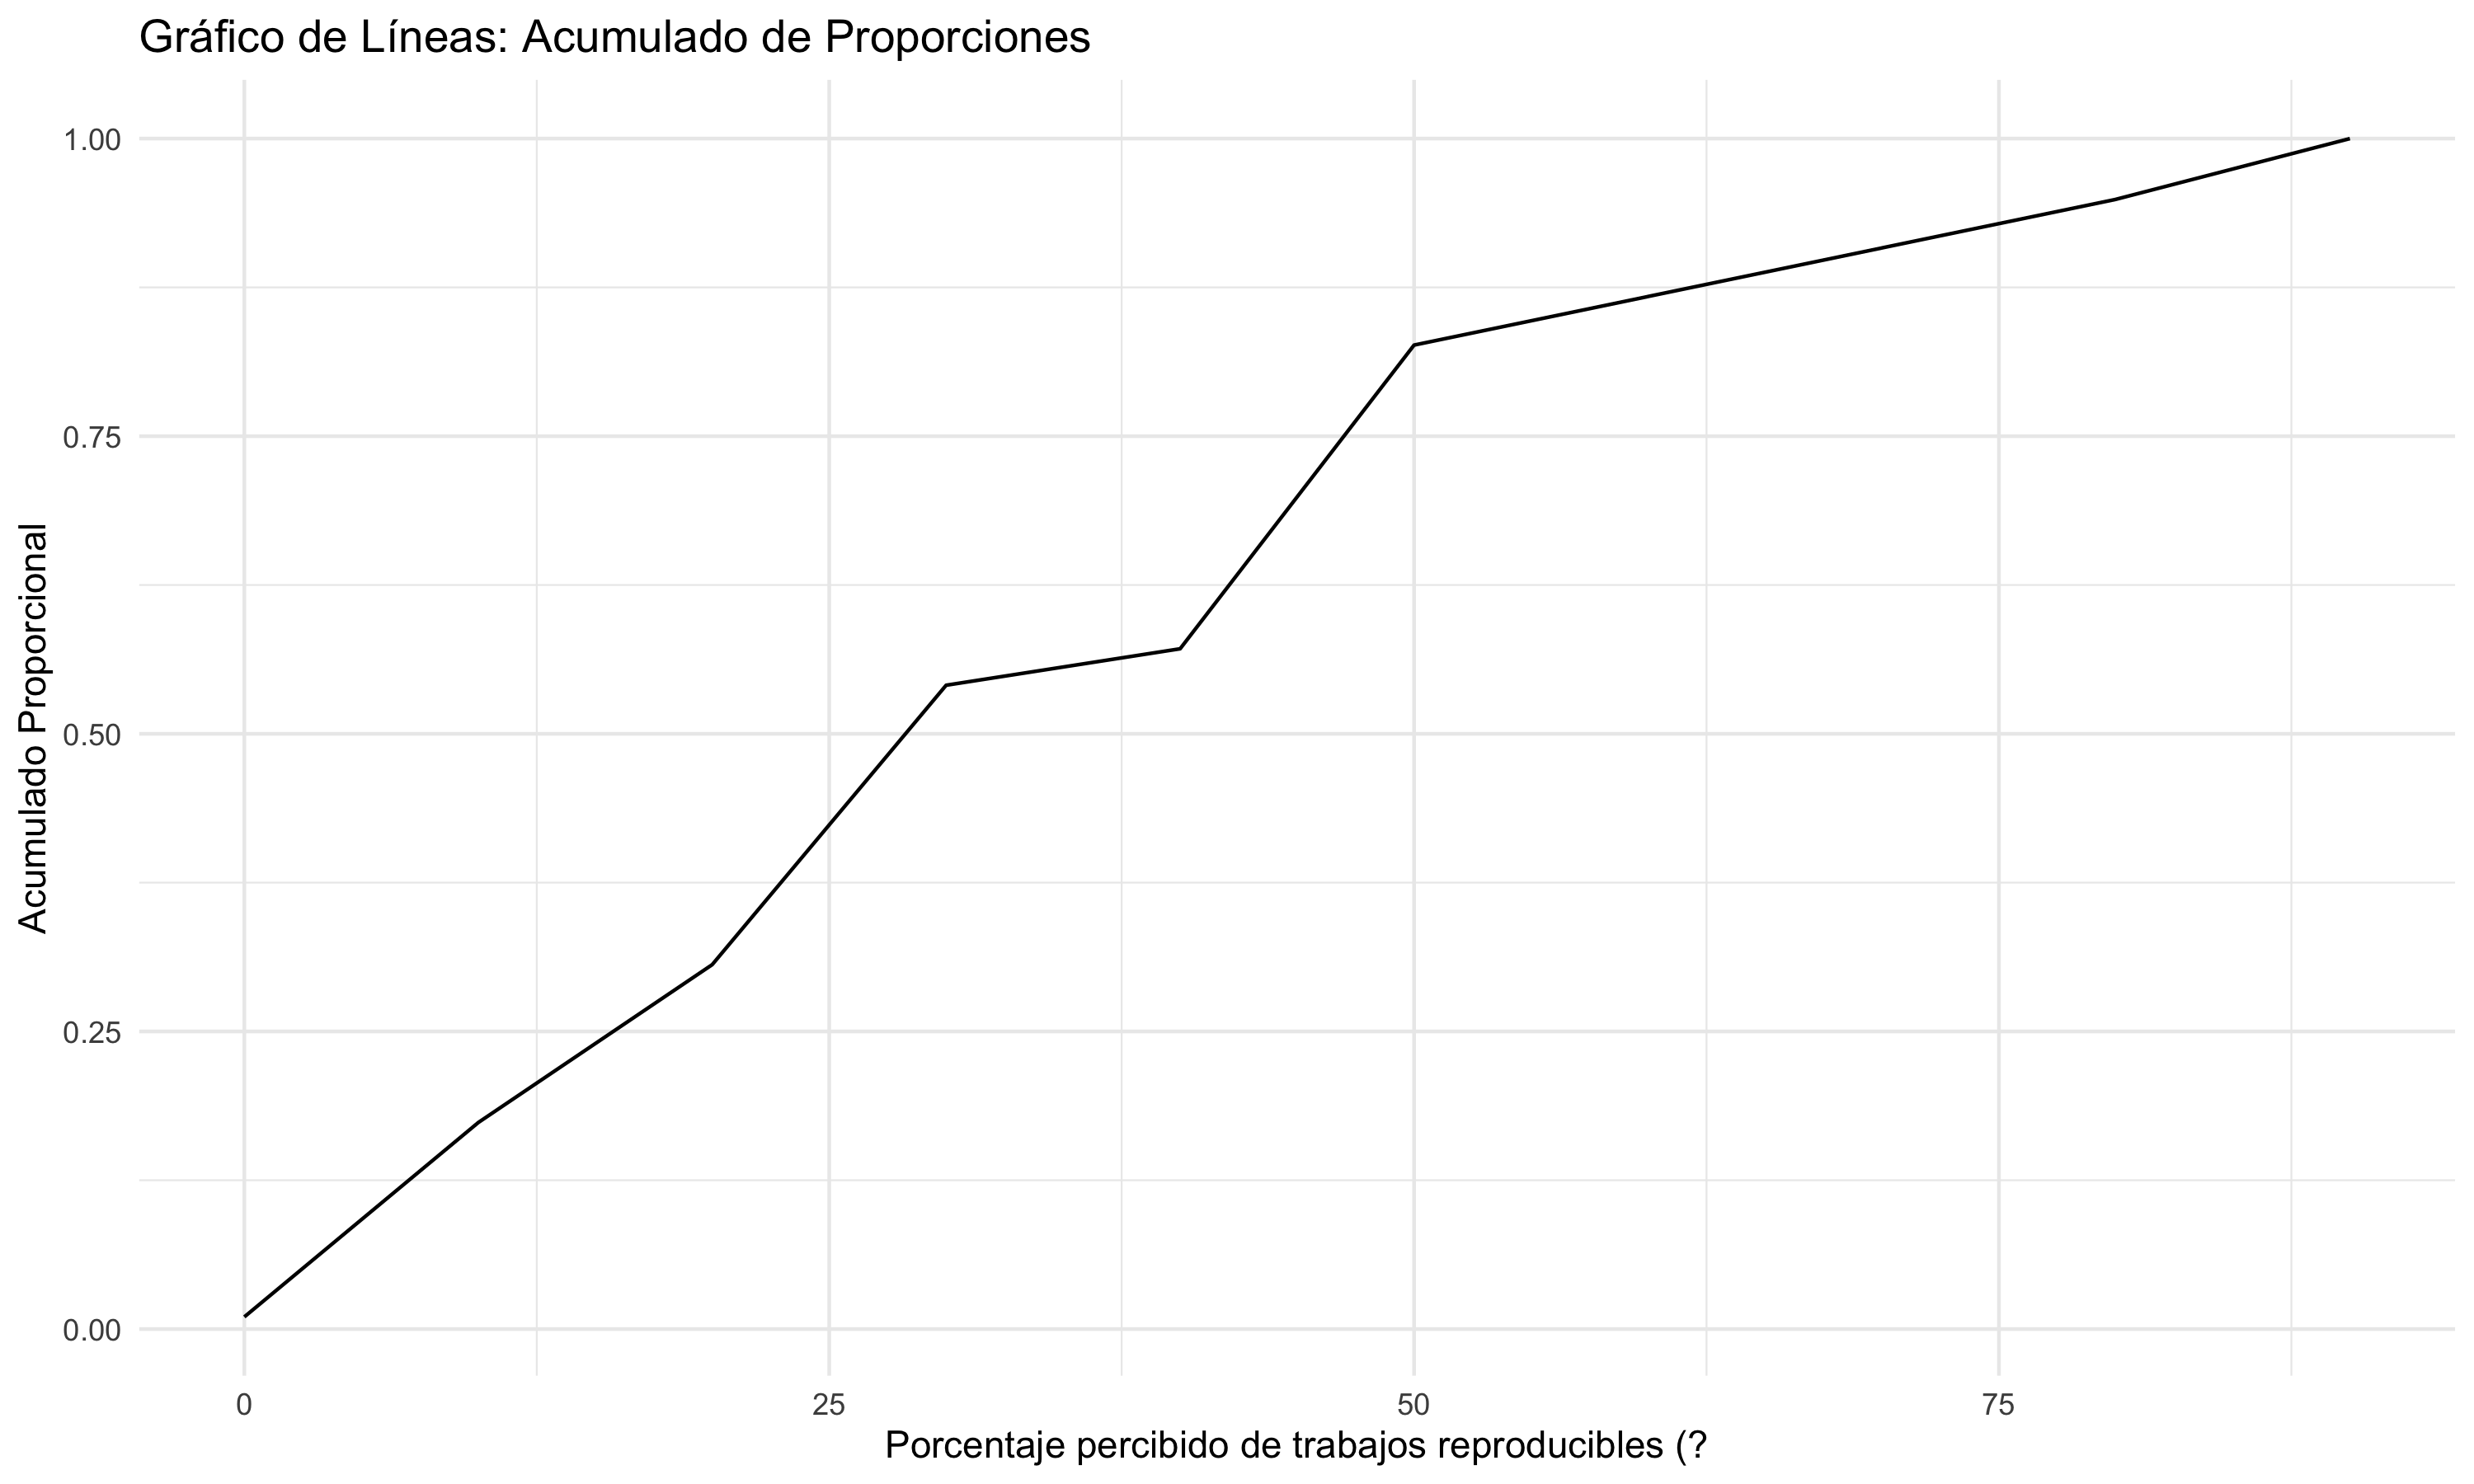 Gráfico de Líneas: Acumulado de Proporciones
1.00
0.75
0.50
0.25
0.00
Acumulado Proporcional
0 25 50 75
Porcentaje percibido de trabajos reproducibles (?